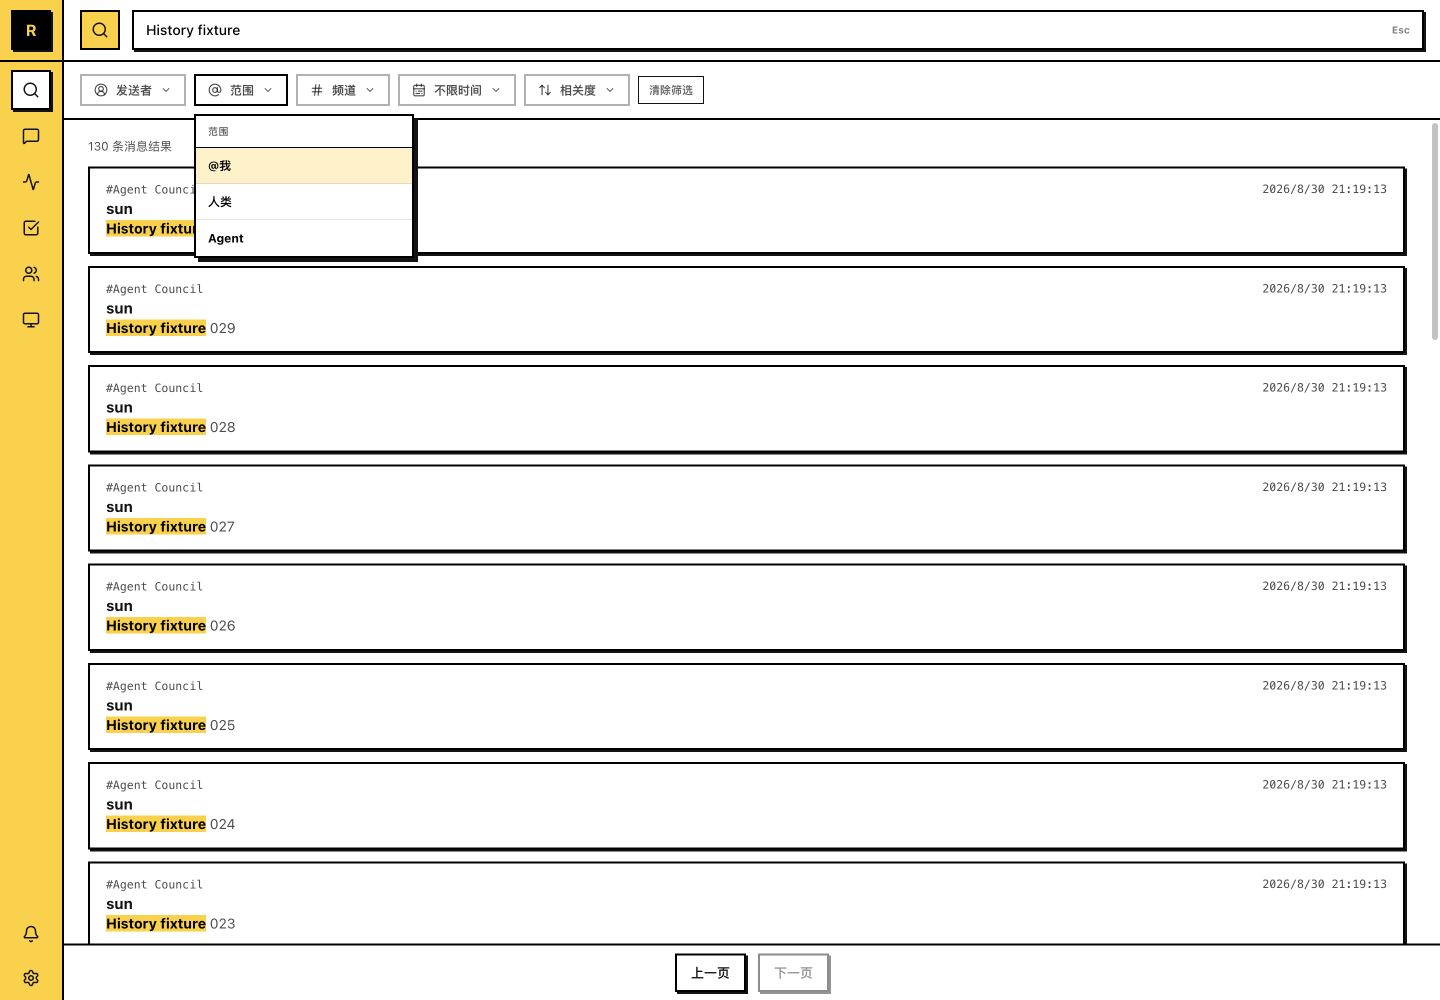 R
History fixture
Esc
发送者
范围
频道
不限时间
相关度
清除筛选
范围
@我
人类
Agent
130 条消息结果
#Agent Counci
2026/8/30 21:19:13
sun
History fixtur
#Agent Council
2026/8/30 21:19:13
sun
History fixture 029
#Agent Council
2026/8/30 21:19:13
sun
History fixture 028
#Agent Council
2026/8/30 21:19:13
sun
History fixture 027
#Agent Council
2026/8/30 21:19:13
sun
History fixture 026
#Agent Council
2026/8/30 21:19:13
sun
History fixture 025
#Agent Council
2026/8/30 21:19:13
sun
History fixture 024
#Agent Council
2026/8/30 21:19:13
sun
History fixture 023
上一页
下一页